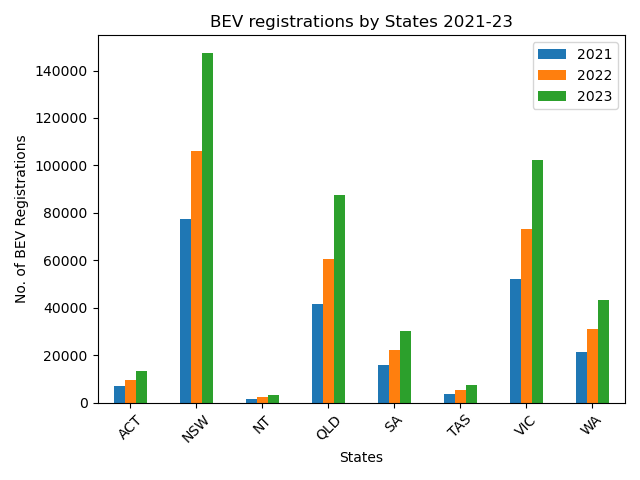 BEV registrations by States 2021-23
2021
2022
2023
No. of BEV Registrations
140000
120000
100000
80000
60000
40000
20000
0
ACT
NSW
NT
QLD
SA
TAS
VIC
WA
States